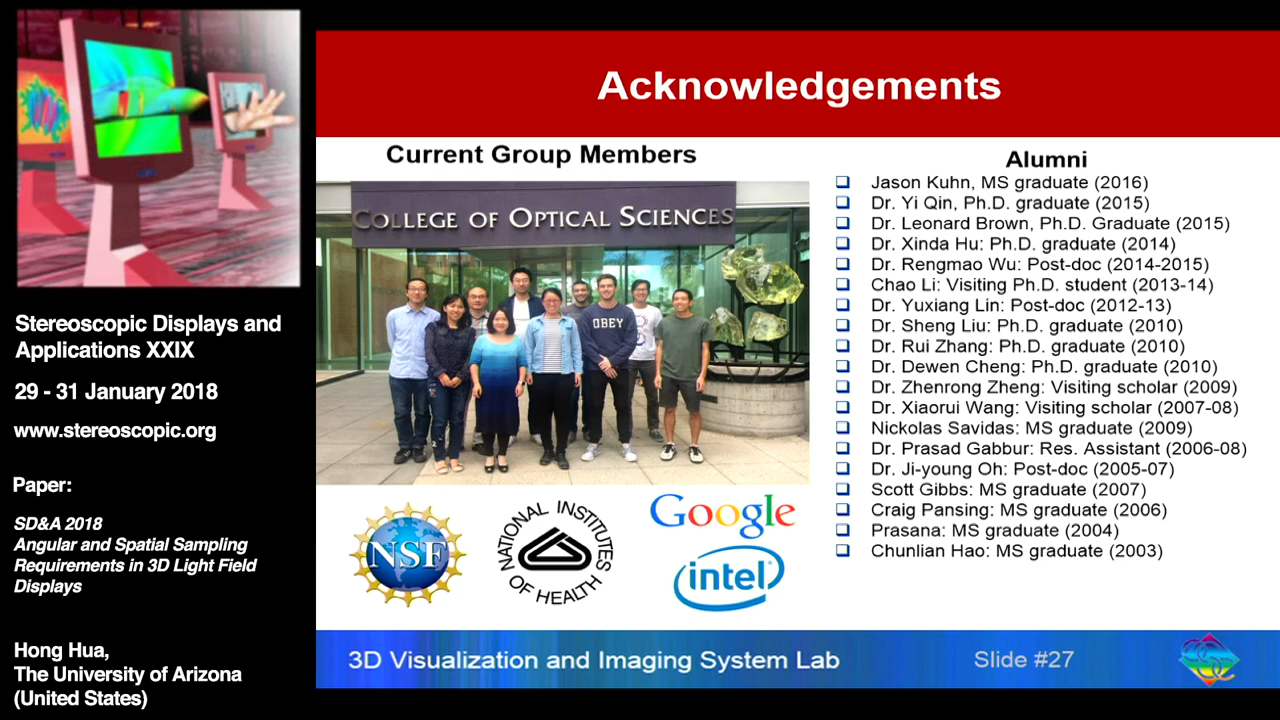 Stereoscopic Displays and
Applications XXIX
29 - 31 January 2018
www.stereoscopic.org
Paper:
SD&A 2018
Angular and Spatial Sampling
Requirements in 3D Light Field
Displays
Hong Hua,
The University of Arizona
(United States)
Acknowledgements
Current Group Members
COLLEGE OF OPTICAL SCIENCES
OBEY
NSF
NATIONAL INSTITUTES
OF HEALTH
Google
intel
Alumni
Jason Kuhn, MS graduate (2016)
Dr. Yi Qin, Ph.D. graduate (2015)
Dr. Leonard Brown, Ph.D. Graduate (2015)
Dr. Xinda Hu: Ph.D. graduate (2014)
Dr. Rengmao Wu: Post-doc (2014-2015)
Chao Li: Visiting Ph.D. student (2013-14)
Dr. Yuxiang Lin: Post-doc (2012-13)
Dr. Sheng Liu: Ph.D. graduate (2010)
Dr. Rui Zhang: Ph.D. graduate (2010)
Dr. Dewen Cheng: Ph.D. graduate (2010)
Dr. Zhenrong Zheng: Visiting scholar (2009)
Dr. Xiaorui Wang: Visiting scholar (2007-08)
Nickolas Savidas: MS graduate (2009)
Dr. Prasad Gabbur: Res. Assistant (2006-08)
Dr. Ji-young Oh: Post-doc (2005-07)
Scott Gibbs: MS graduate (2007)
Craig Pansing: MS graduate (2006)
Prasana: MS graduate (2004)
Chunlian Hao: MS graduate (2003)
3D Visualization and Imaging System Lab
Slide #27